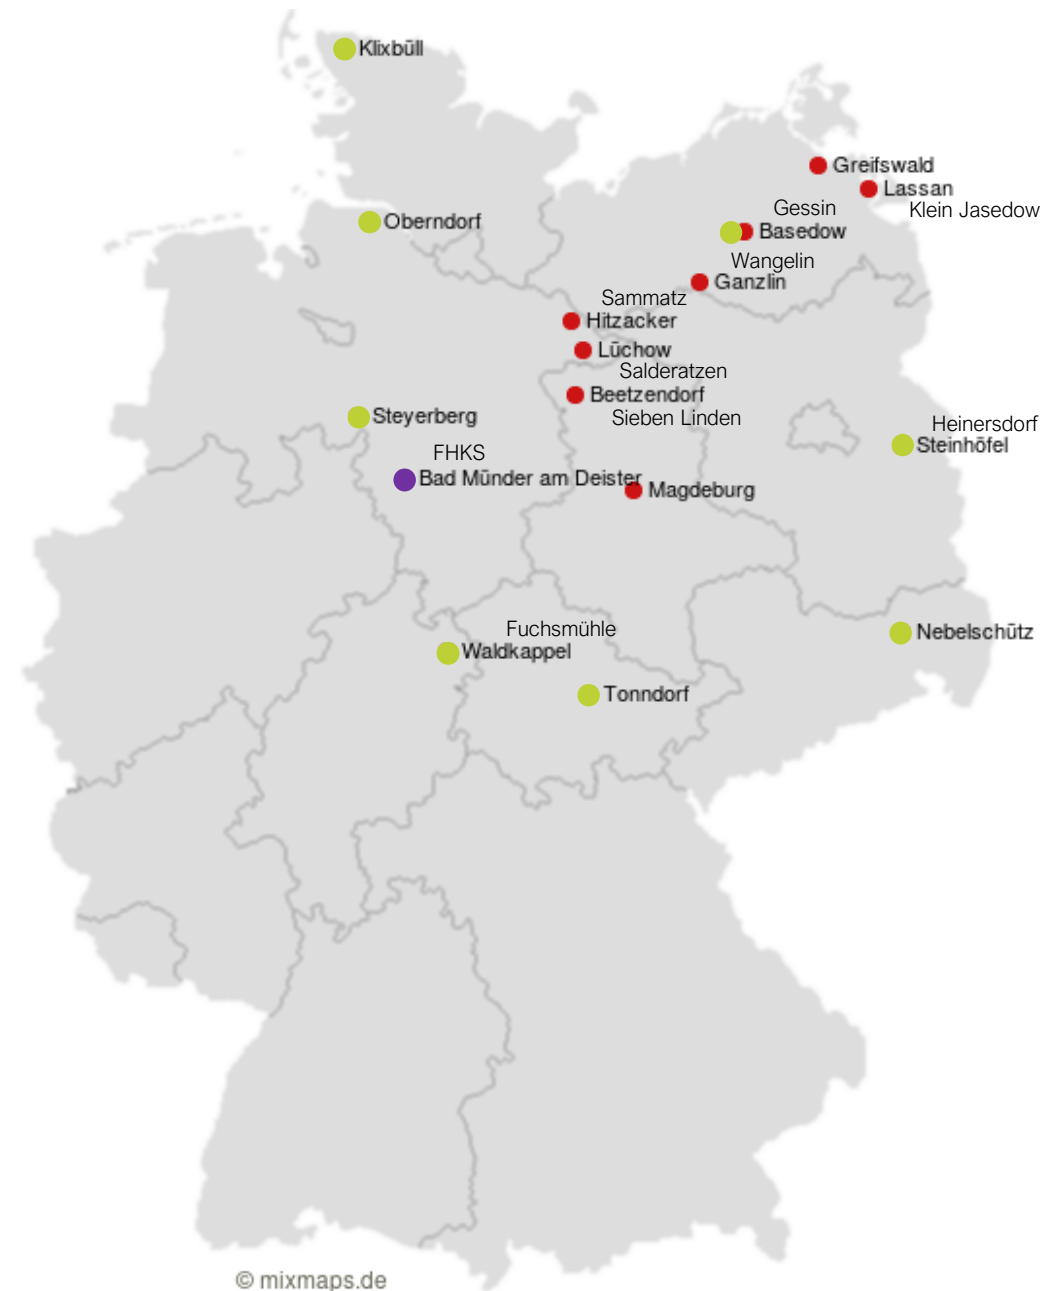 Klixbüll
Greifswald
Lassan
Klein Jasedow
Gessin
Oberndorf
Basedow
Wangelin
Ganzlin
Sammatz
Hitzacker
Lüchow
Salderatzen
Beetzendorf
Sieben Linden
Steyerberg
Heinersdorf
Steinhöfel
FHKS
Bad Münder am Deister
Magdeburg
Fuchsmühle
Nebelschütz
Waldkappel
Tonndorf
© mixmaps.de